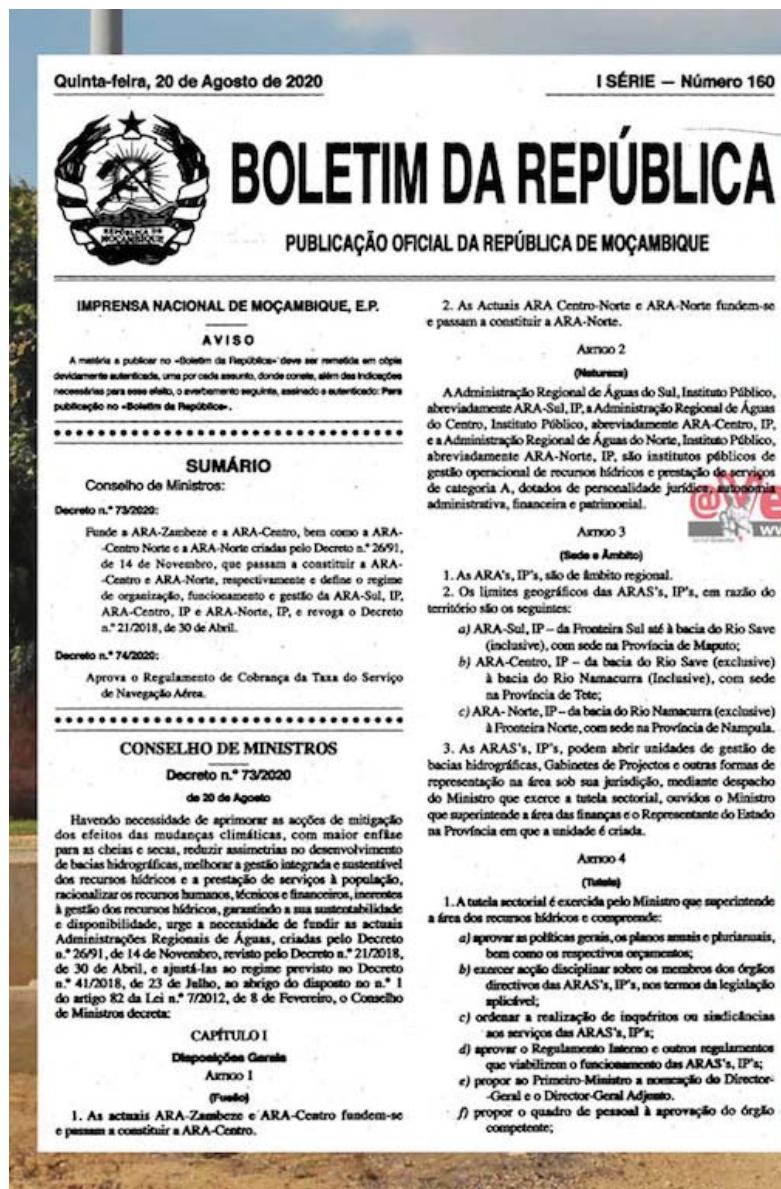 Quinta-feira, 20 de Agosto de 2020
I SÉRIE — Número 160
REPÚBLICA DE
MOÇAMBIQUE
BOLETIM DA REPÚBLICA
PUBLICAÇÃO OFICIAL DA REPÚBLICA DE MOÇAMBIQUE
IMPRENSA NACIONAL DE MOÇAMBIQUE, E.P.
AVISO
A matéria a publicar no «Boletim da República» deve ser remetida em cópia
devidamente autenticada, uma por cada assunto, donde conste, além das indicações
necessárias para esse efeito, o averbamento seguinte, assinado e autenticado: Para
publicação no «Boletim da República».
SUMÁRIO
Conselho de Ministros:
Decreto n.º 73/2020:
Funde a ARA-Zambeze e a ARA-Centro, bem como a ARA-
-Centro Norte e a ARA-Norte criadas pelo Decreto n.º 26/91,
de 14 de Novembro, que passam a constituir a ARA-
-Centro e ARA-Norte, respectivamente e define o regime
de organização, funcionamento e gestão da ARA-Sul, IP,
ARA-Centro, IP e ARA-Norte, IP, e revoga o Decreto
n.º 21/2018, de 30 de Abril.
Decreto n.º 74/2020:
Aprova o Regulamento de Cobrança da Taxa do Serviço
de Navegação Aérea.
CONSELHO DE MINISTROS
Decreto n.º 73/2020
de 20 de Agosto
Havendo necessidade de aprimorar as acções de mitigação
dos efeitos das mudanças climáticas, com maior enfâse
para as cheias e secas, reduzir assimetrias no desenvolvimento
de bacias hidrográficas, melhorar a gestão integrada e sustentável
dos recursos hídricos e a prestação de serviços à população,
racionalizar os recursos humanos, técnicos e financeiros, inerentes
à gestão dos recursos hídricos, garantindo a sua sustentabilidade
e disponibilidade, urge a necessidade de fundir as actuais
Administrações Regionais de Águas, criadas pelo Decreto
n.º 26/91, de 14 de Novembro, revisto pelo Decreto n.º 21/2018,
de 30 de Abril, e ajustá-las ao regime previsto no Decreto
n.º 41/2018, de 23 de Julho, ao abrigo do disposto no n.º 1
do artigo 82 da Lei n.º 7/2012, de 8 de Fevereiro, o Conselho
de Ministros decreta:
CAPÍTULO I
Disposições Gerais
ARTIGO 1
(Fusão)
1. As actuais ARA-Zambeze e ARA-Centro fundem-se
e passam a constituir a ARA-Centro.
2. As Actuais ARA Centro-Norte e ARA-Norte fundem-se
e passam a constituir a ARA-Norte.
ARTIGO 2
(Natureza)
A Administração Regional de Águas do Sul, Instituto Público,
abreviadamente ARA-Sul, IP, a Administração Regional de Águas
do Centro, Instituto Público, abreviadamente ARA-Centro, IP,
e a Administração Regional de Águas do Norte, Instituto Público,
abreviadamente ARA-Norte, IP, são institutos públicos de
gestão operacional de recursos hídricos e prestação de serviços
de categoria A, dotados de personalidade jurídica, autonomia
administrativa, financeira e patrimonial.
@Ve
ww
ARTIGO 3
(Sede e Âmbito)
1. As ARA's, IP's, são de âmbito regional.
2. Os limites geográficos das ARAS's, IP's, em razão do
território são os seguintes:
a) ARA-Sul, IP – da Fronteira Sul até à bacia do Rio Save
(inclusive), com sede na Província de Maputo;
b) ARA-Centro, IP – da bacia do Rio Save (exclusive)
à bacia do Rio Namacurra (Inclusive), com sede
na Província de Tete;
c) ARA- Norte, IP – da bacia do Rio Namacurra (exclusive)
à Fronteira Norte, com sede na Província de Nampula.
3. As ARAS's, IP's, podem abrir unidades de gestão de
bacias hidrográficas, Gabinetes de Projectos e outras formas de
representação na área sob sua jurisdição, mediante despacho
do Ministro que exerce a tutela sectorial, ouvidos o Ministro
que superintende a área das finanças e o Representante do Estado
na Província em que a unidade é criada.
ARTIGO 4
(Tutela)
1. A tutela sectorial é exercida pelo Ministro que superintende
a área dos recursos hídricos e compreende:
a) aprovar as políticas gerais, os planos anuais e plurianuais,
bem como os respectivos orçamentos;
b) exercer acção disciplinar sobre os membros dos órgãos
directivos das ARAS's, IP's, nos termos da legislação
aplicável;
c) ordenar a realização de inquéritos ou sindicâncias
aos serviços das ARAS's, IP's;
d) aprovar o Regulamento Interno e outros regulamentos
que viabilizem o funcionamento das ARAS's, IP's;
e) propor ao Primeiro-Ministro a nomeação do Director-
-Geral e o Director-Geral Adjunto.
f) propor o quadro de pessoal à aprovação do órgão
competente;